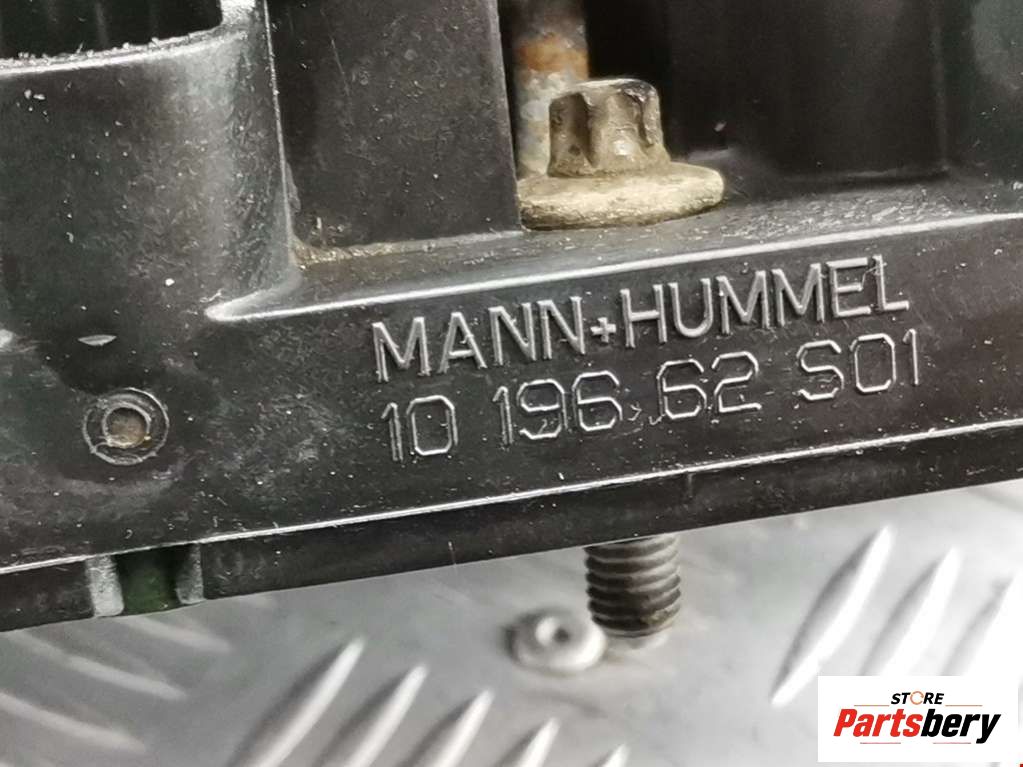 MANN+HUMMEL
10 196 62 S01
STORE
Partsbery